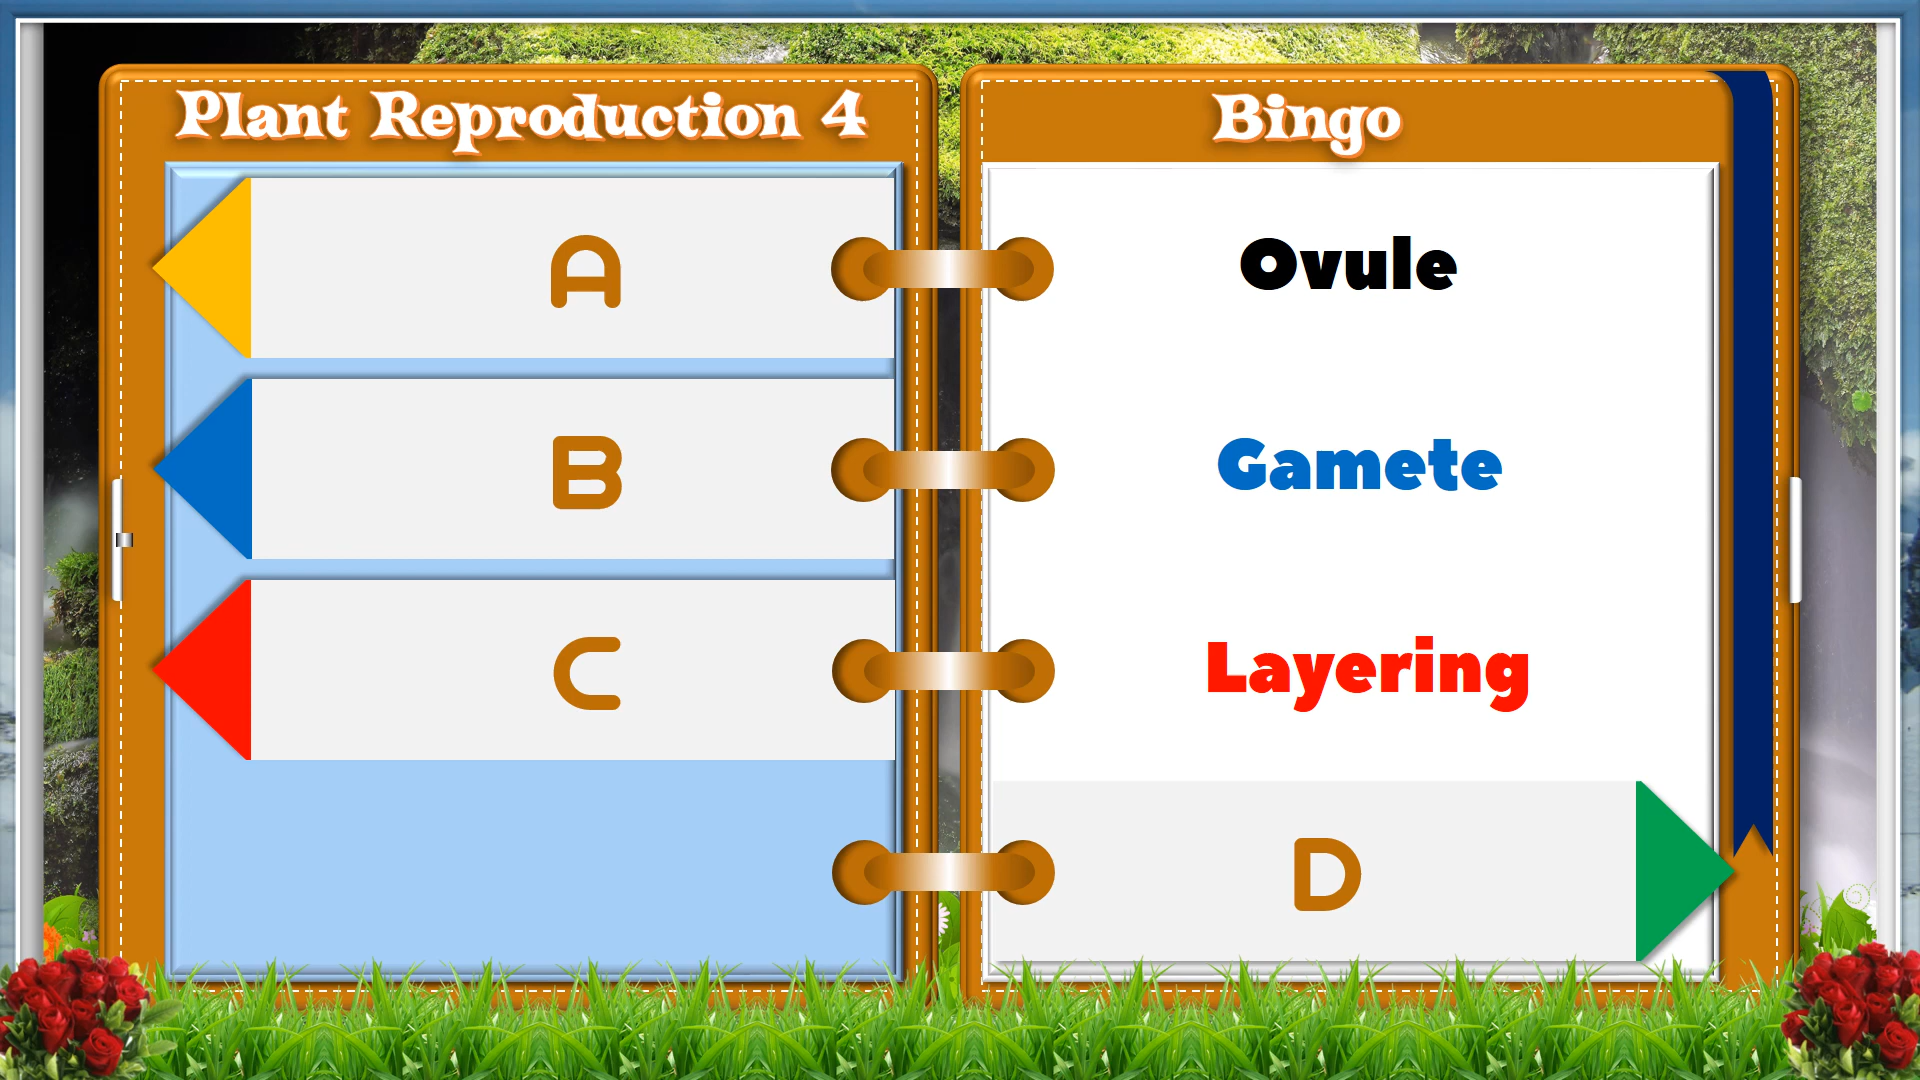 Plant Reproduction 4
Bingo
A
Ovule
B
Gamete
C
Layering
D